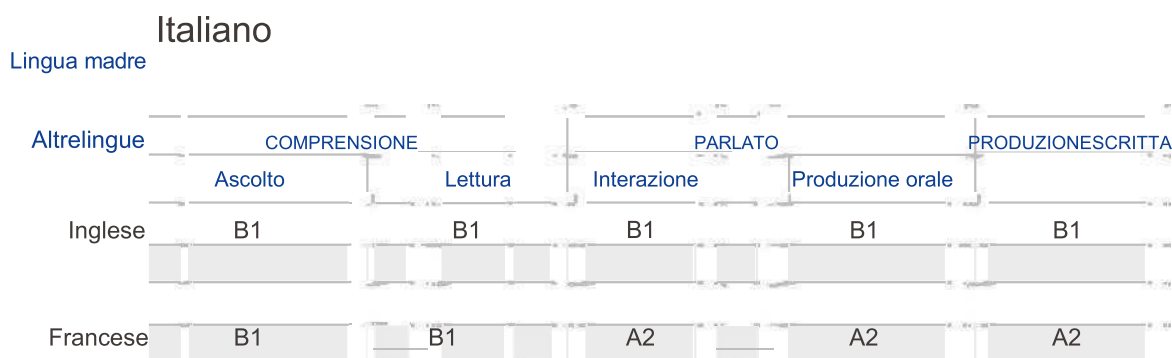 Italiano
Lingua madre
Altrelingue COMPRENSIONE PARLATO PRODUZIONESCRITTA
Ascolto Lettura Interazione Produzione orale
Inglese B1 B1 B1 B1 B1
Francese B1 B1 A2 A2 A2